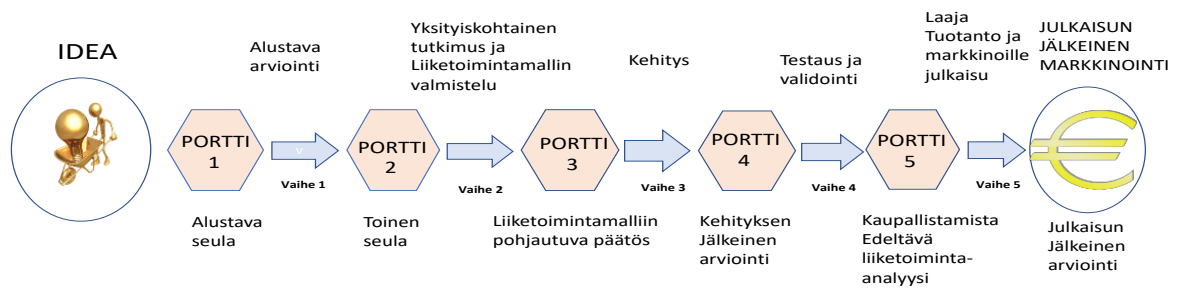 IDEA
Alustava
arviointi
Yksityiskohtainen
tutkimus ja
Liiketoimintamallin
valmistelu
Kehitys
Testaus ja
validointi
Laaja
Tuotanto ja
markkinoille
julkaisu
JULKAISUN
JÄLKEINEN
MARKKINOINTI
PORTTI
1
v
Vaihe 1
PORTTI
2
Vaihe 2
PORTTI
3
Vaihe 3
PORTTI
4
Vaihe 4
PORTTI
5
Vaihe 5
Alustava
seula
Toinen
seula
Liiketoimintamalliin
pohjautuva päätös
Kehityksen
Jälkeinen
arviointi
Kaupallistamista
Edeltävä
liiketoiminta-
analyysi
Julkaisun
Jälkeinen
arviointi